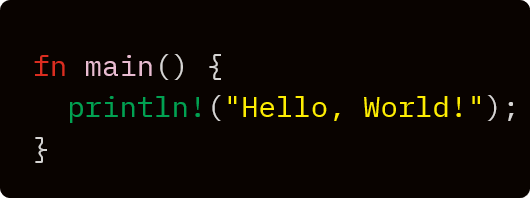 fn main() {
  println!("Hello, World!");
}